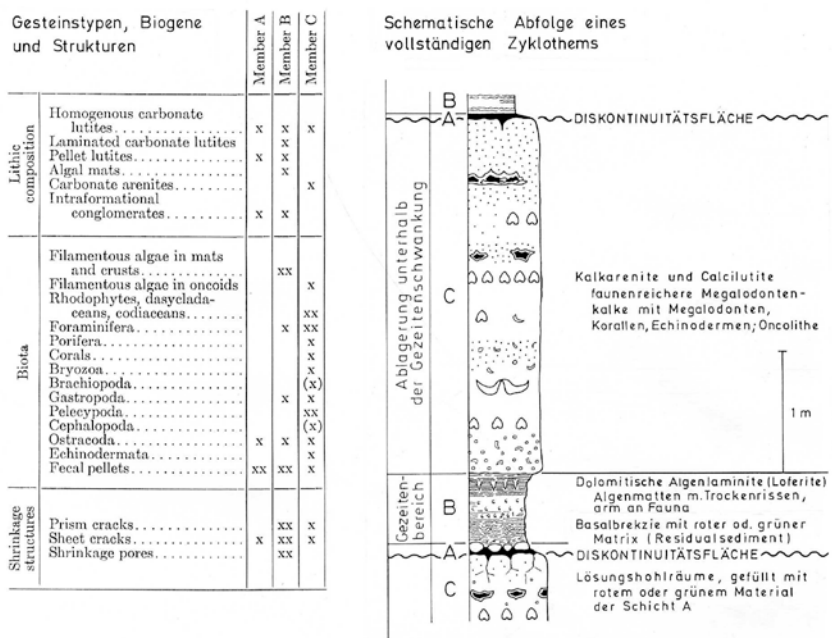 Gesteinstypen, Biogene
und Strukturen
Member A
Member B
Member C
Lithic
composition
Homogenous carbonate
lutites.............. x x x
Laminated carbonate lutites x
Pellet lutites............ x x
Algal mats............... x
Carbonate arenites........ x
Intraformational
conglomerates.......... x x
Biota
Filamentous algae in mats
and crusts............. xx
Filamentous algae in oncoids x
Rhodophytes, dasyclada-
ceans, codiaceans........ xx
Foraminifera............. x xx
Porifera................. x
Corals................... x
Bryozoa.................. x
Brachiopoda.............. (x)
Gastropoda............... x x
Pelecypoda............... xx
Cephalopoda.............. (x)
Ostracoda................ x x x
Echinodermata............ x
Fecal pellets............ xx xx x
Shrinkage
structures
Prism cracks............. xx x
Sheet cracks............. x xx x
Shrinkage pores.......... xx
Schematische Abfolge eines
vollständigen Zyklothems
B
A
DISKONTINUITÄTSFLÄCHE
Ablagerung unterhalb
der Gezeitenschwankung
C
Kalkarenite und Calcilutite
faunenreichere Megalodonten-
kalke mit Megalodonten,
Korallen, Echinodermen; Oncolithe
1m
Gezeiten-
bereich
B
Dolomitische Algenlaminite (Loferite)
Algenmatten m. Trockenrissen,
arm an Fauna
Basalbrekzie mit roter od. grüner
Matrix (Residualsediment)
A
DISKONTINUITÄTSFLÄCHE
C
Lösungshohlräume, gefüllt mit
rotem oder grünem Material
der Schicht A